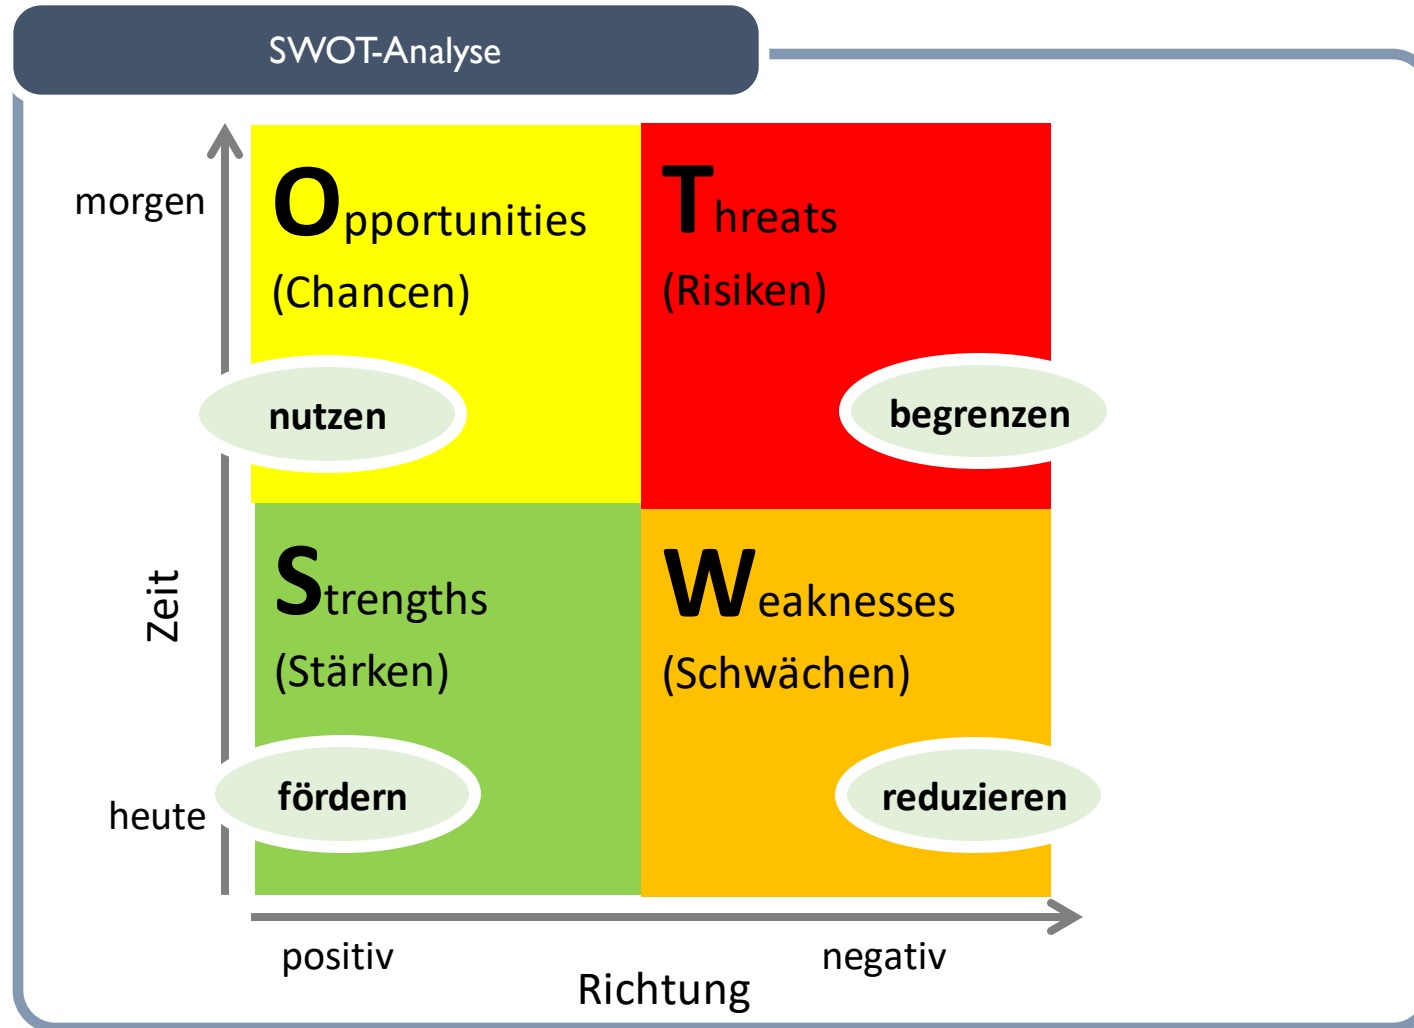 SWOT-Analyse
morgen
Opportunities
(Chancen)
Threats
(Risiken)
nutzen
begrenzen
Zeit
Strengths
(Stärken)
Weaknesses
(Schwächen)
heute
fördern
reduzieren
positiv
negativ
Richtung